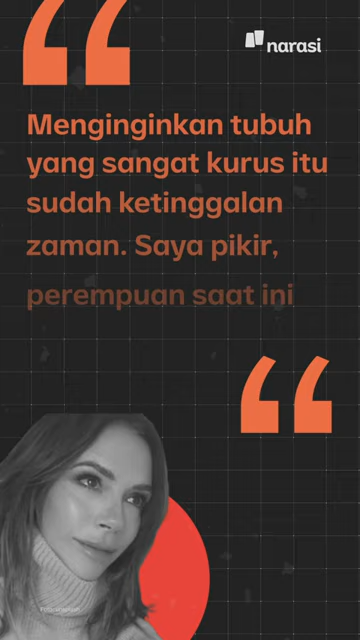 narasi
Menginginkan tubuh
yang sangat kurus itu
sudah ketinggalan
zaman. Saya pikir,
perempuan saat ini